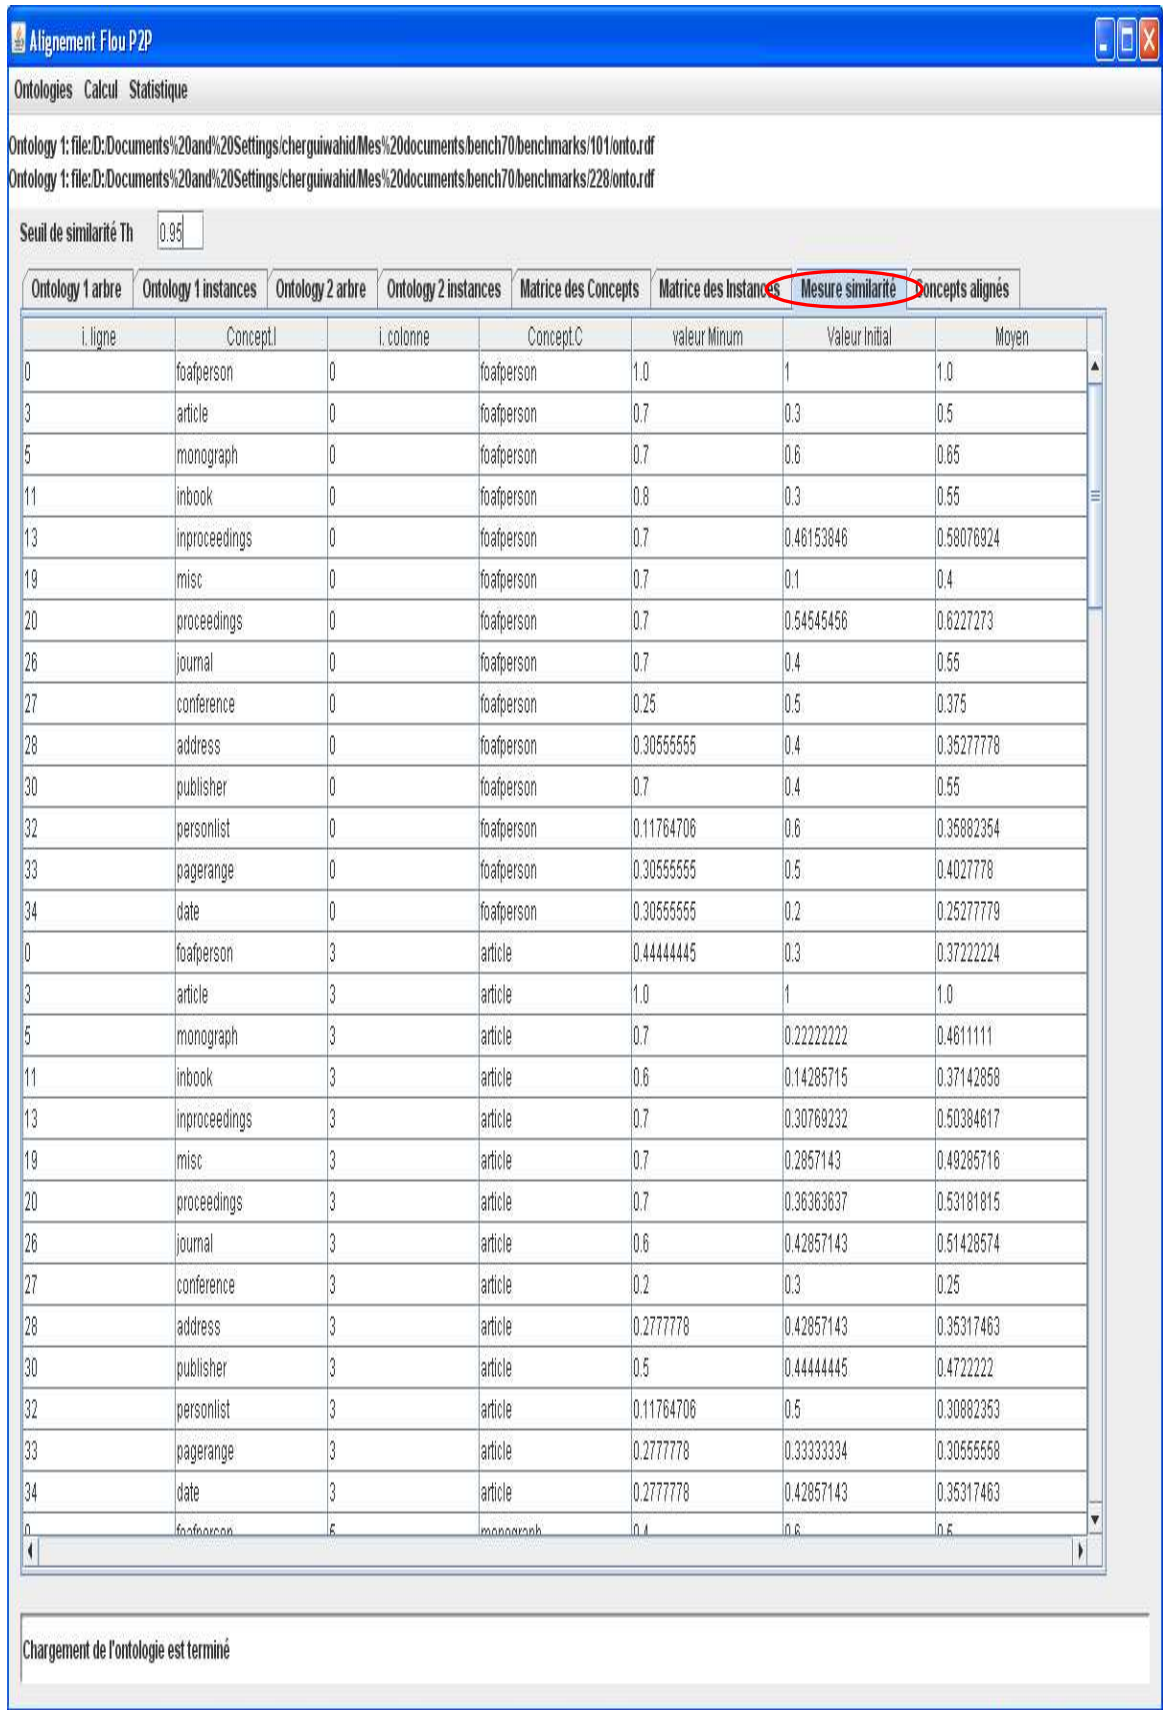 Alignement Flou P2P
Ontologies Calcul Statistique
Ontology 1: file:/D:/Documents%20and%20Settings/cherguiwahid/Mes%20documents/bench70/benchmarks/101/onto.rdf
Ontology 1: file:/D:/Documents%20and%20Settings/cherguiwahid/Mes%20documents/bench70/benchmarks/228/onto.rdf
Seuil de similarité Th 0.95
Ontology 1 arbre Ontology 1 instances Ontology 2 arbre Ontology 2 instances Matrice des Concepts Matrice des Instances Mesure similarité Concepts alignés
i. ligne Concept.l i. colonne Concept.C valeur Minum Valeur Initial Moyen
0 foafperson 0 foafperson 1.0 1 1.0
3 article 0 foafperson 0.7 0.3 0.5
5 monograph 0 foafperson 0.7 0.6 0.65
11 inbook 0 foafperson 0.8 0.3 0.55
13 inproceedings 0 foafperson 0.7 0.46153846 0.58076924
19 misc 0 foafperson 0.7 0.1 0.4
20 proceedings 0 foafperson 0.7 0.54545456 0.6227273
26 journal 0 foafperson 0.7 0.4 0.55
27 conference 0 foafperson 0.25 0.5 0.375
28 address 0 foafperson 0.30555555 0.4 0.35277778
30 publisher 0 foafperson 0.7 0.4 0.55
32 personlist 0 foafperson 0.11764706 0.6 0.35882354
33 pagerange 0 foafperson 0.30555555 0.5 0.4027778
34 date 0 foafperson 0.30555555 0.2 0.25277779
0 foafperson 3 article 0.44444445 0.3 0.37222224
3 article 3 article 1.0 1 1.0
5 monograph 3 article 0.7 0.22222222 0.4611111
11 inbook 3 article 0.6 0.14285715 0.37142858
13 inproceedings 3 article 0.7 0.30769232 0.50384617
19 misc 3 article 0.7 0.2857143 0.49285716
20 proceedings 3 article 0.7 0.36363637 0.53181815
26 journal 3 article 0.6 0.42857143 0.51428574
27 conference 3 article 0.2 0.3 0.25
28 address 3 article 0.2777778 0.42857143 0.35317463
30 publisher 3 article 0.5 0.44444445 0.4722222
32 personlist 3 article 0.11764706 0.5 0.30882353
33 pagerange 3 article 0.2777778 0.33333334 0.30555558
34 date 3 article 0.2777778 0.42857143 0.35317463
0 foafperson 5 monograph 0.4 0.6 0.5
Chargement de l'ontologie est terminé